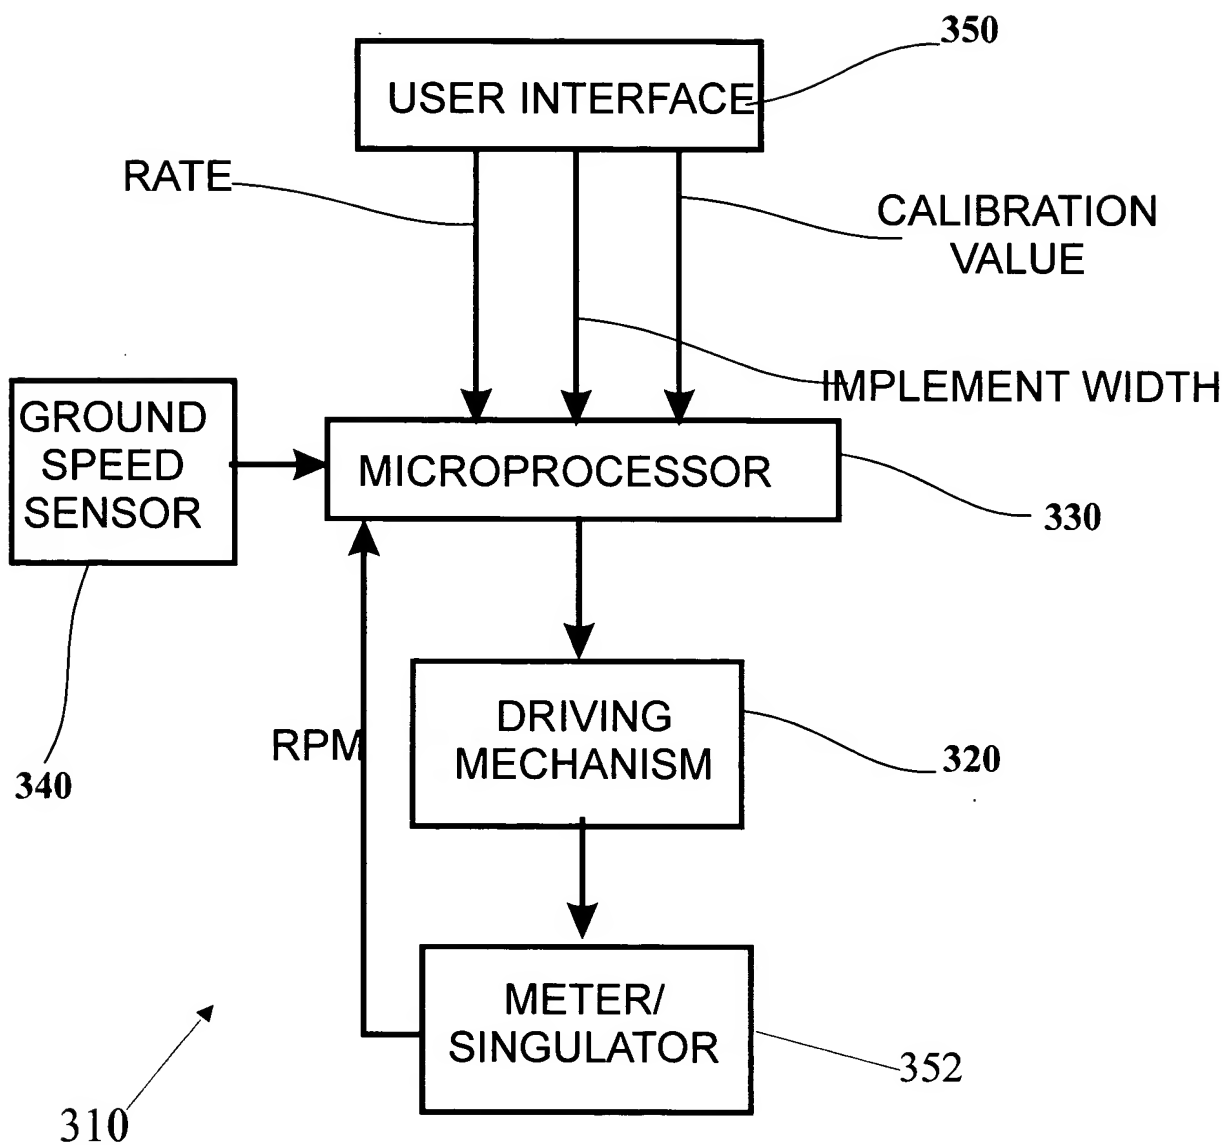 350
USER INTERFACE
RATE
CALIBRATION
VALUE
IMPLEMENT WIDTH
GROUND
SPEED
SENSOR
MICROPROCESSOR
330
340
RPM
DRIVING
MECHANISM
320
METER/
SINGULATOR
352
310